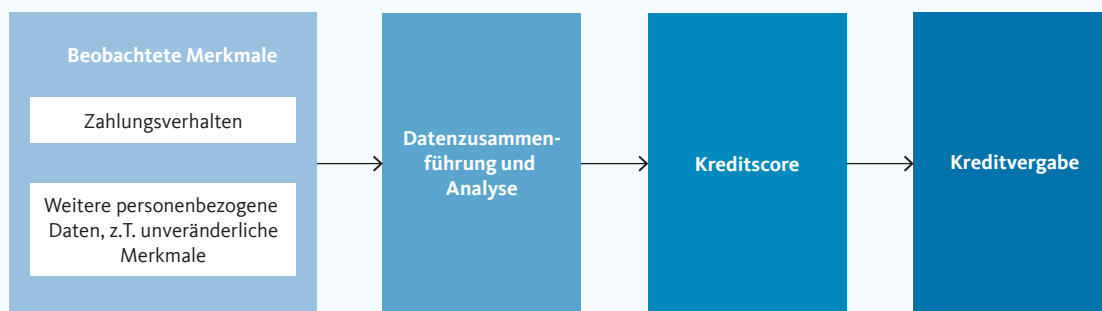 Beobachtete Merkmale
Zahlungsverhalten
Weitere personenbezogene
Daten, z.T. unveränderliche
Merkmale
Datenzusammen-
führung und
Analyse
Kreditscore
Kreditvergabe